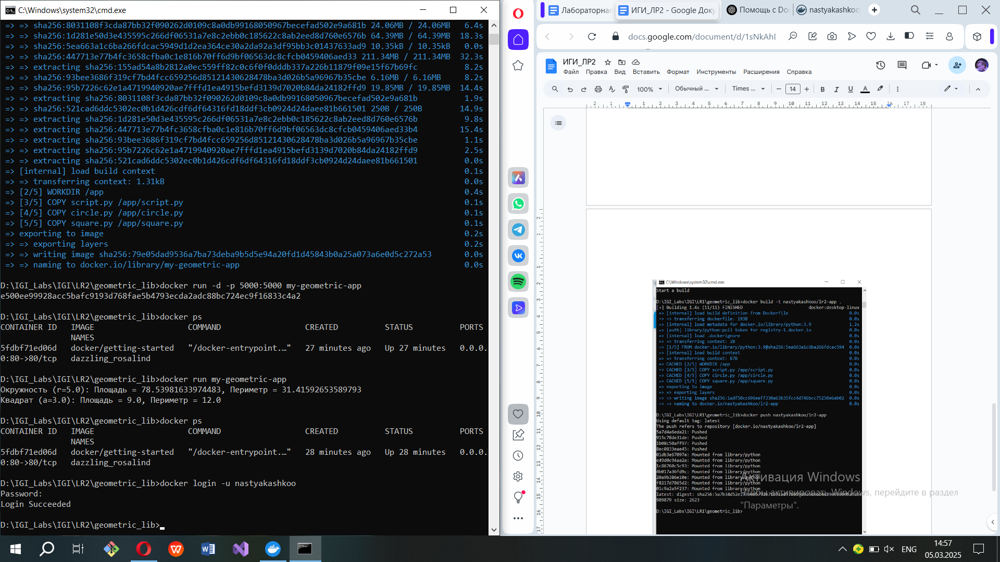 C:\Windows\system32\cmd.exe
=> => sha256:8031108f3cda87bb32f090262d0109c8a0db99168050967becefad502e9a681b 24.06MB / 24.06MB 6.4s
=> => sha256:1d281e50d3e435595c266df06531a7e8c2ebb0c185622c8ab2eed8d760e6576b 64.39MB / 64.39MB 18.3s
=> => sha256:5ea663a1c6ba266fdcac5949d1d2ea364ce30a2da92a3df95bb3c01437633ad9 10.35kB / 10.35kB 0.0s
=> => sha256:447713e77b4fc3658cfba0c1e816b70ff6d9bf06563dc8cfcb0459406aed33 211.34MB / 211.34MB 32.3s
=> => extracting sha256:155ad54a8b2812a0ec559ff82c0c6f0f0dddb337a226b11879f09e15f67b69fc 8.2s
=> => sha256:93bee3686f319cf7bd4fcc659256d85121430628478ba3d026b5a96967b35cbe 6.16MB / 6.16MB 8.2s
=> => sha256:95b7226c62e1a4719940920ae7fffd1ea4915befd3139d7020b84da24182ffd9 19.85MB / 19.85MB 14.4s
=> => extracting sha256:8031108f3cda87bb32f090262d0109c8a0db99168050967becefad502e9a681b 1.9s
=> => sha256:521cad6ddc5302ec0b1d426cdf6df64316fd18ddf3cb0924d24daee81b661501 250B / 250B 14.9s
=> => extracting sha256:1d281e50d3e435595c266df06531a7e8c2ebb0c185622c8ab2eed8d760e6576b 9.8s
=> => extracting sha256:447713e77b4fc3658cfba0c1e816b70ff6d9bf06563dc8cfcb0459406aed33b4 15.4s
=> => extracting sha256:93bee3686f319cf7bd4fcc659256d85121430628478ba3d026b5a96967b35cbe 1.1s
=> => extracting sha256:95b7226c62e1a4719940920ae7fffd1ea4915befd3139d7020b84da24182ffd9 2.5s
=> => extracting sha256:521cad6ddc5302ec0b1d426cdf6df64316fd18ddf3cb0924d24daee81b661501 0.0s
=> [internal] load build context 0.1s
=> => transferring context: 1.31kB 0.0s
=> [2/5] WORKDIR /app 0.4s
=> [3/5] COPY script.py /app/script.py 0.1s
=> [4/5] COPY circle.py /app/circle.py 0.1s
=> [5/5] COPY square.py /app/square.py 0.1s
=> exporting to image 0.2s
=> => exporting layers 0.2s
=> => writing image sha256:79e05dad9536a7ba73deba9b5d5e94a20fd1d45843b0a25a073a6e0d5c272a53 0.0s
=> => naming to docker.io/library/my-geometric-app 0.0s
D:\IGI_Labs\IGI\LR2\geometric_lib>docker run -d -p 5000:5000 my-geometric-app
e500ee99928acc5bafc9193d768fae5b4793ecda2adc88bc724ec9f16833c4a2
D:\IGI_Labs\IGI\LR2\geometric_lib>docker ps
CONTAINER ID IMAGE COMMAND CREATED STATUS PORTS
NAMES
5fdbf71ed06d docker/getting-started "/docker-entrypoint.…" 27 minutes ago Up 27 minutes 0.0.0.
0:80->80/tcp dazzling_rosalind
D:\IGI_Labs\IGI\LR2\geometric_lib>docker run my-geometric-app
Окружность (r=5.0): Площадь = 78.53981633974483, Периметр = 31.41592653589793
Квадрат (a=3.0): Площадь = 9.0, Периметр = 12.0
D:\IGI_Labs\IGI\LR2\geometric_lib>docker ps
CONTAINER ID IMAGE COMMAND CREATED STATUS PORTS
NAMES
5fdbf71ed06d docker/getting-started "/docker-entrypoint.…" 28 minutes ago Up 28 minutes 0.0.0.
0:80->80/tcp dazzling_rosalind
D:\IGI_Labs\IGI\LR2\geometric_lib>docker login -u nastyakashkoo
Password:
Login Succeeded
D:\IGI_Labs\IGI\LR2\geometric_lib>
Лабораторная ИГИ_ЛР2 - Google Доку Помощь с Doc nastyakashkoo
docs.google.com/document/d/1sNkAhI
ИГИ_ЛР2
Файл Правка Вид Вставить Формат Инструменты Расширения Справка
100% Обычный ... Times ... 14 B I U A
2 1 1 2 3 4 5 6 7 8 9 10 11 12 13 14 15 16 17 18
C:\Windows\system32\cmd.exe
Start a build
D:\IGI_Labs\IGI\LR1\geometric_lib>docker build -t nastyakashkoo/lr2-app .
[+] Building 1.4s (11/11) FINISHED docker:desktop-linux
=> [internal] load build definition from Dockerfile 0.0s
=> => transferring dockerfile: 193B 0.0s
=> [internal] load metadata for docker.io/library/python:3.9 1.2s
=> [auth] library/python:pull token for registry-1.docker.io 0.0s
=> [internal] load .dockerignore 0.0s
=> => transferring context: 2B 0.0s
=> [1/5] FROM docker.io/library/python:3.9@sha256:5ea663a1c6ba266fdcac594 0.0s
=> [internal] load build context 0.0s
=> => transferring context: 87B 0.0s
=> CACHED [2/5] WORKDIR /app 0.0s
=> CACHED [3/5] COPY script.py /app/script.py 0.0s
=> CACHED [4/5] COPY circle.py /app/circle.py 0.0s
=> CACHED [5/5] COPY square.py /app/square.py 0.0s
=> exporting to image 0.0s
=> => exporting layers 0.0s
=> => writing image sha256:1adf50cc696eeff330a63b35fcc4d746bcc75250e6ab02 0.0s
=> => naming to docker.io/nastyakashkoo/lr2-app 0.0s
D:\IGI_Labs\IGI\LR1\geometric_lib>docker push nastyakashkoo/lr2-app
Using default tag: latest
The push refers to repository [docker.io/nastyakashkoo/lr2-app]
5a7d4a6eda21: Pushed
915c78de31de: Pushed
1b08c50aff97: Pushed
8ec0833eae45: Pushed
01db3e67097a: Mounted from library/python
e49d0c94aa2a: Mounted from library/python
1c86760c5c93: Mounted from library/python
4b017a36fd9c: Mounted from library/python
20a9b386e10e: Mounted from library/python
f8217d7865d2: Mounted from library/python
01c9a2a5f237: Mounted from library/python
latest: digest:
989879 size: 2623
D:\IGI_Labs\IGI\LR1\geometric_lib>
Активация Windows
Чтобы активировать Windows, перейдите в раздел
"Параметры".
ENG
14:57
05.03.2025